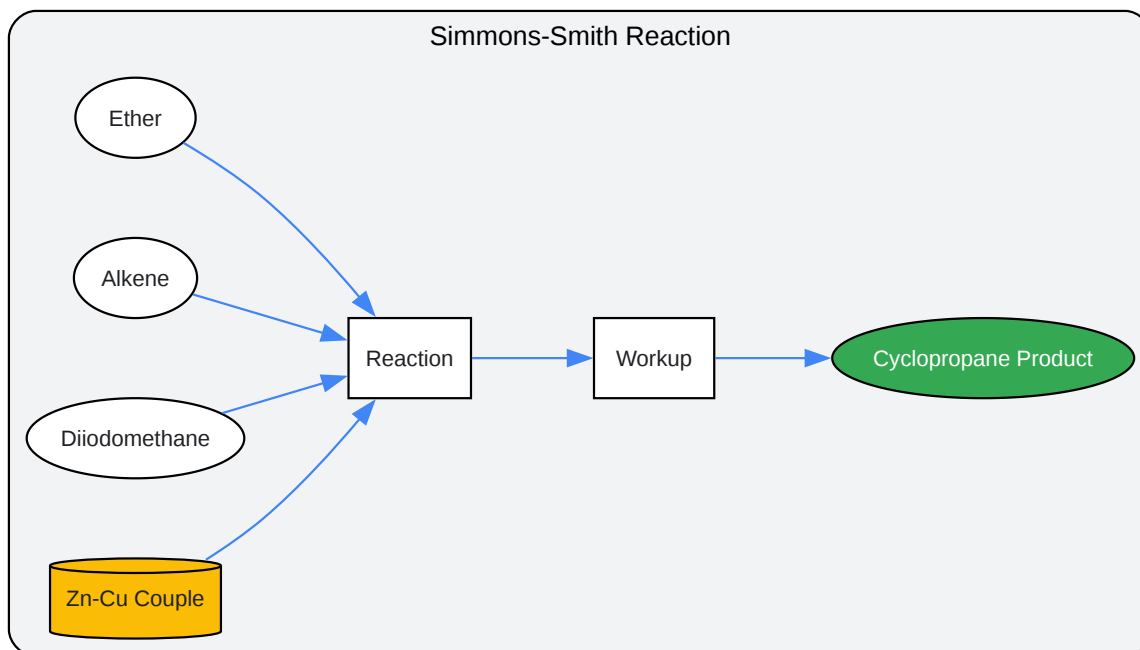 Simmons-Smith Reaction
Ether
Alkene
Reaction
Workup
Cyclopropane Product
Diiodomethane
Zn-Cu Couple